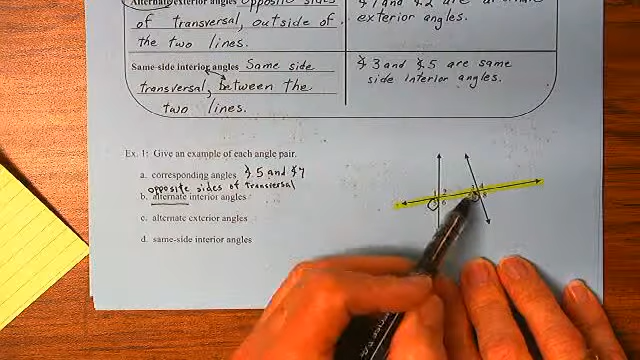 Alternate exterior angles opposite sides
of transversal, outside of
the two lines.
∡1 and ∡2 are alternate
exterior angles.
Same-side interior angles Same side
transversal, between the
two lines.
∡3 and ∡5 are same
side interior angles.
Ex. 1: Give an example of each angle pair.
a. corresponding angles ∡5 and ∡7
opposite sides of transversal
b. alternate interior angles
c. alternate exterior angles
d. same-side interior angles